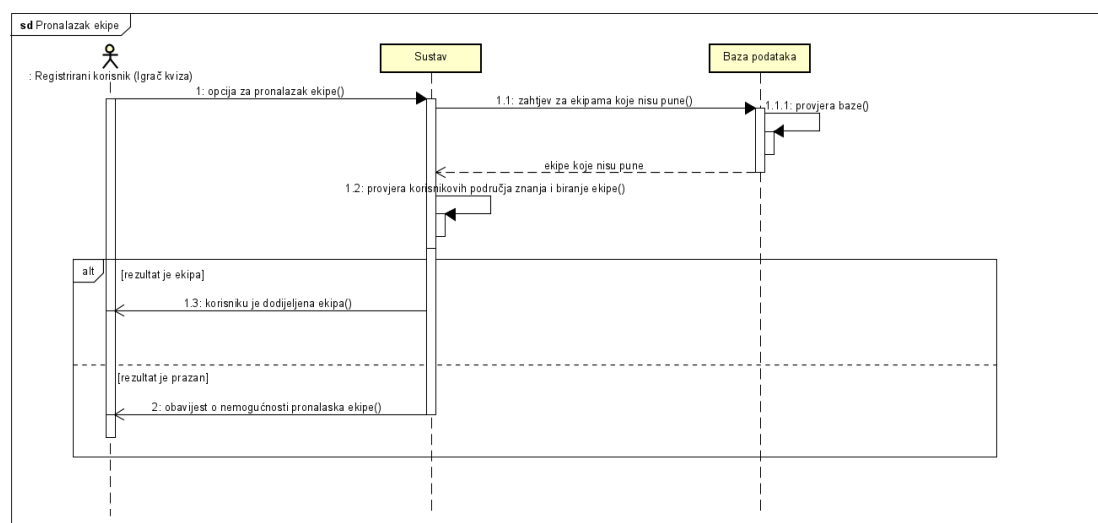 sd Pronalazak ekipe
: Registrirani korisnik (Igrač kviza)
Sustav
Baza podataka
1: opcija za pronalazak ekipe()
1.1: zahtjev za ekipama koje nisu pune()
1.1.1: provjera baze()
ekipe koje nisu pune
1.2: provjera korisnikovih područja znanja i biranje ekipe()
alt
[rezultat je ekipa]
1.3: korisniku je dodijeljena ekipa()
[rezultat je prazan]
2: obavijest o nemogućnosti pronalaska ekipe()